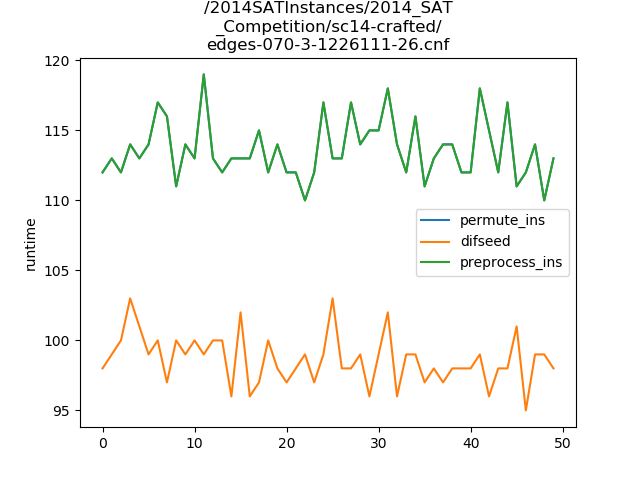 /2014SATInstances/2014_SAT
_Competition/sc14-crafted/
edges-070-3-1226111-26.cnf
120
115
110
105
100
95
runtime
permute_ins
difseed
preprocess_ins
0 10 20 30 40 50